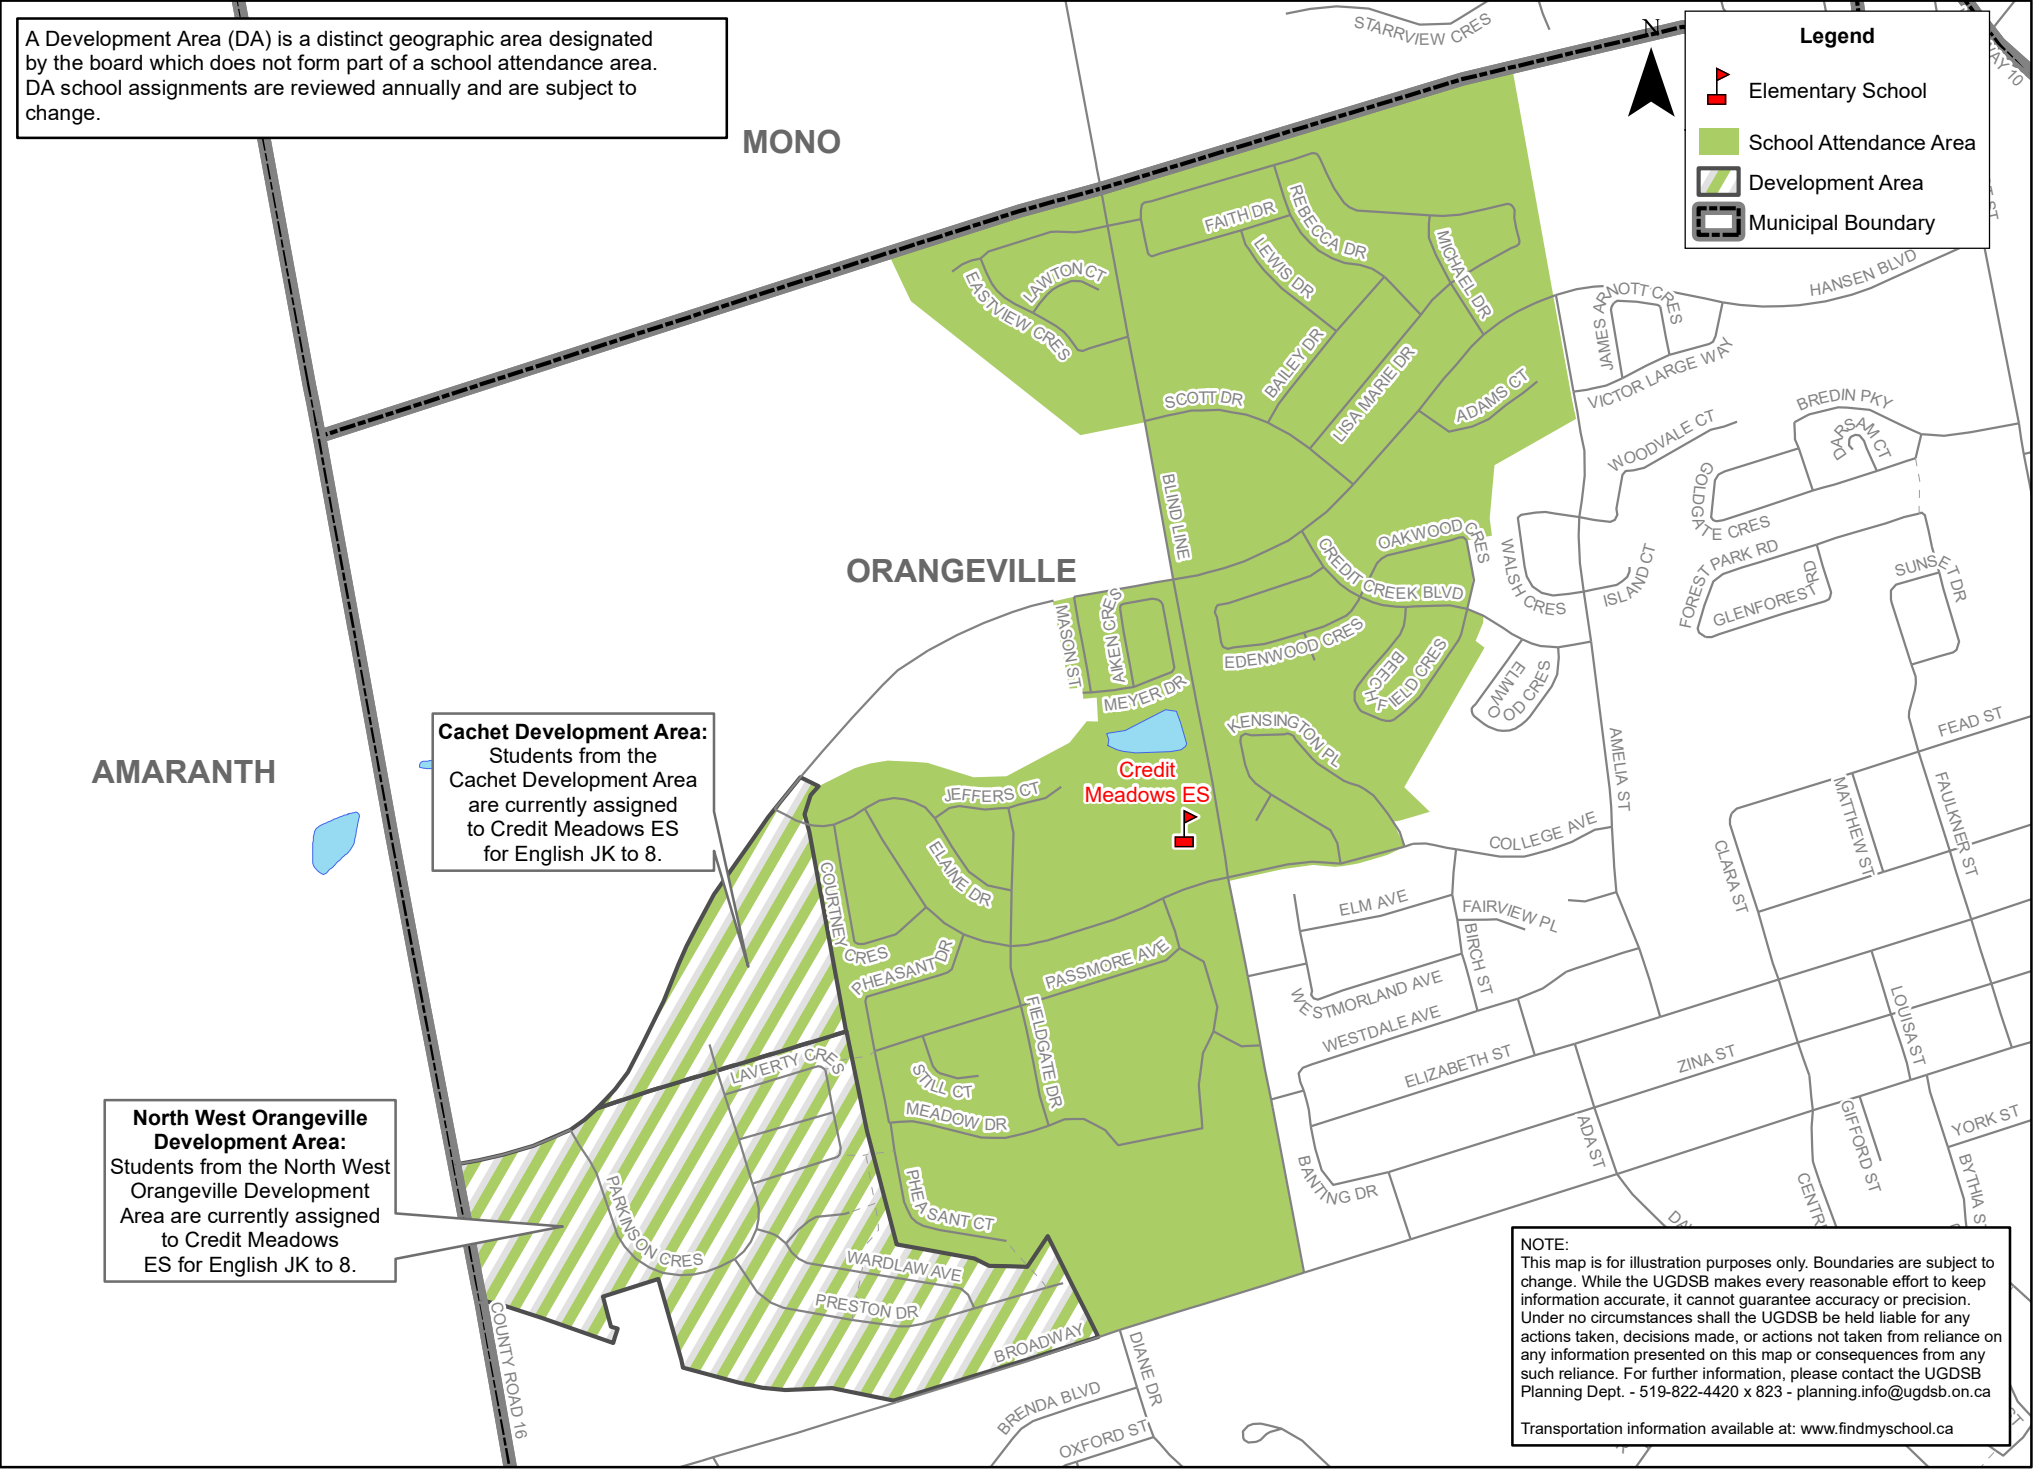 A Development Area (DA) is a distinct geographic area designated
by the board which does not form part of a school attendance area.
DA school assignments are reviewed annually and are subject to
change.
STARRVIEW CRES
N
Legend
Elementary School
School Attendance Area
Development Area
Municipal Boundary
WAY 10
ST
MONO
FAITH DR
REBECCA DR
LEWIS DR
MICHAEL DR
LAWTON CT
EASTVIEW CRES
HANSEN BLVD
JAMES ARNOTT CRES
VICTOR LARGE WAY
BAILEY DR
LISA MARIE DR
ADAMS CT
SCOTT DR
BREDIN PKY
DARSAM CT
WOODVALE CT
GOLDGATE CRES
BLIND LINE
OAKWOOD CRES
CREDIT CREEK BLVD
WALSH CRES
ISLAND CT
FOREST PARK RD
GLENFOREST RD
SUNSET DR
ORANGEVILLE
MASON ST
AIKEN CRES
MEYER DR
EDENWOOD CRES
BEECHFIELD CRES
ELMWOOD CRES
KENSINGTON PL
AMELIA ST
FEAD ST
MATTHEW ST
FAULKNER ST
CLARA ST
AMARANTH
Cachet Development Area:
Students from the
Cachet Development Area
are currently assigned
to Credit Meadows ES
for English JK to 8.
Credit
Meadows ES
JEFFERS CT
ELAINE DR
COURTNEY CRES
PHEASANT DR
PASSMORE AVE
COLLEGE AVE
ELM AVE
FAIRVIEW PL
BIRCH ST
WESTMORLAND AVE
WESTDALE AVE
ELIZABETH ST
ZINA ST
LOUISA ST
FIELDGATE DR
LAVERTY CRES
STILL CT
MEADOW DR
PHEASANT CT
BANTING DR
ADA ST
GIFFORD ST
YORK ST
BYTHIA S
CENTR
DA
North West Orangeville
Development Area:
Students from the North West
Orangeville Development
Area are currently assigned
to Credit Meadows
ES for English JK to 8.
PARKINSON CRES
WARDLAW AVE
PRESTON DR
BROADWAY
COUNTY ROAD 16
DIANE DR
BRENDA BLVD
OXFORD ST
NOTE:
This map is for illustration purposes only. Boundaries are subject to
change. While the UGDSB makes every reasonable effort to keep
information accurate, it cannot guarantee accuracy or precision.
Under no circumstances shall the UGDSB be held liable for any
actions taken, decisions made, or actions not taken from reliance on
any information presented on this map or consequences from any
such reliance. For further information, please contact the UGDSB
Planning Dept. - 519-822-4420 x 823 - planning.info@ugdsb.on.ca
Transportation information available at: www.findmyschool.ca
ST